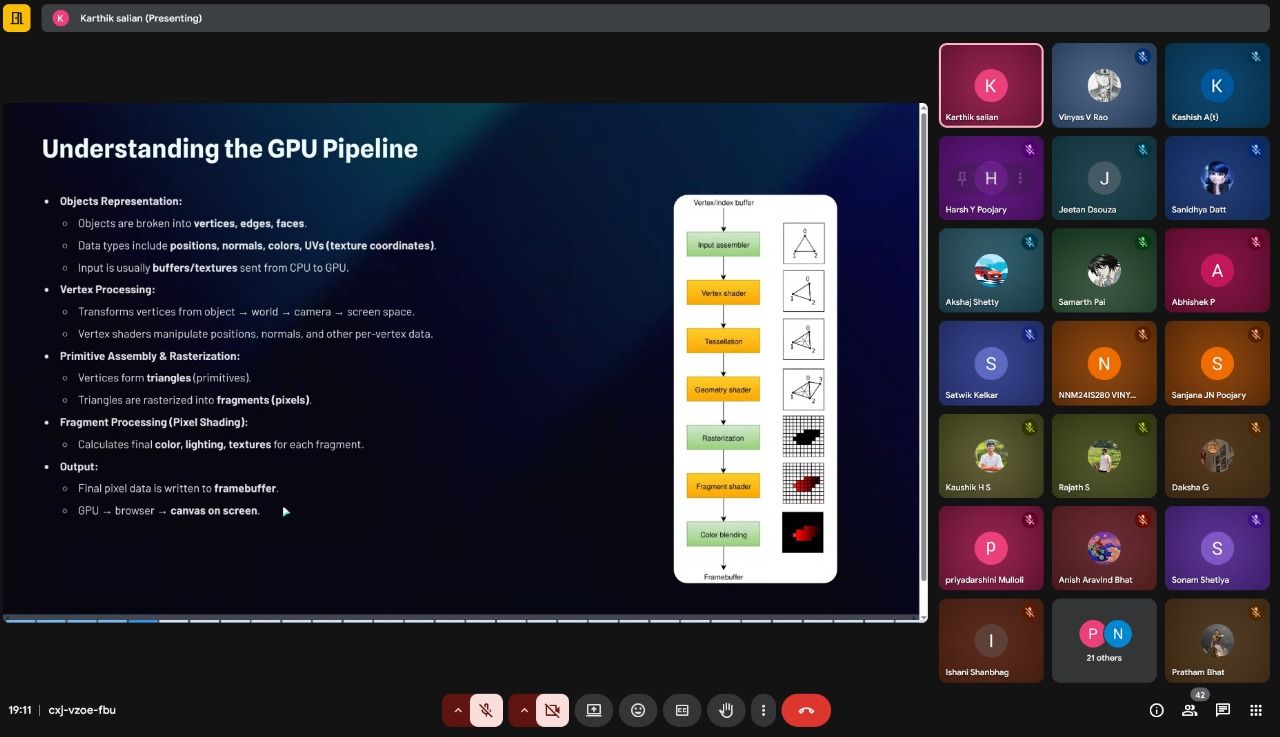 K Karthik salian (Presenting)
Understanding the GPU Pipeline
• Objects Representation:
○ Objects are broken into vertices, edges, faces.
○ Data types include positions, normals, colors, UVs (texture coordinates).
○ Input is usually buffers/textures sent from CPU to GPU.
• Vertex Processing:
○ Transforms vertices from object → world → camera → screen space.
○ Vertex shaders manipulate positions, normals, and other per-vertex data.
• Primitive Assembly & Rasterization:
○ Vertices form triangles (primitives).
○ Triangles are rasterized into fragments (pixels).
• Fragment Processing (Pixel Shading):
○ Calculates final color, lighting, textures for each fragment.
• Output:
○ Final pixel data is written to framebuffer.
○ GPU → browser → canvas on screen.
Vertex/index buffer
Input assembler
0
1 2
Vertex shader
0
1 2
Tessellation
0
1 2
Geometry shader
0 3
1 2
Rasterization
Fragment shader
Color blending
Framebuffer
K
Karthik salian
Vinyas V Rao
K
Kashish A(t)
H
Harsh Y Poojary
J
Jeetan Dsouza
Sanidhya Datt
Akshaj Shetty
Samarth Pai
A
Abhishek P
S
Satwik Kelkar
N
NNM24IS280 VINY...
S
Sanjana JN Poojary
Kaushik H S
Rajath S
Daksha G
p
priyadarshini Mulloli
Anish Aravind Bhat
S
Sonam Shetiya
I
Ishani Shanbhag
P N
21 others
Pratham Bhat
19:11 | cxj-vzoe-fbu
CC
42